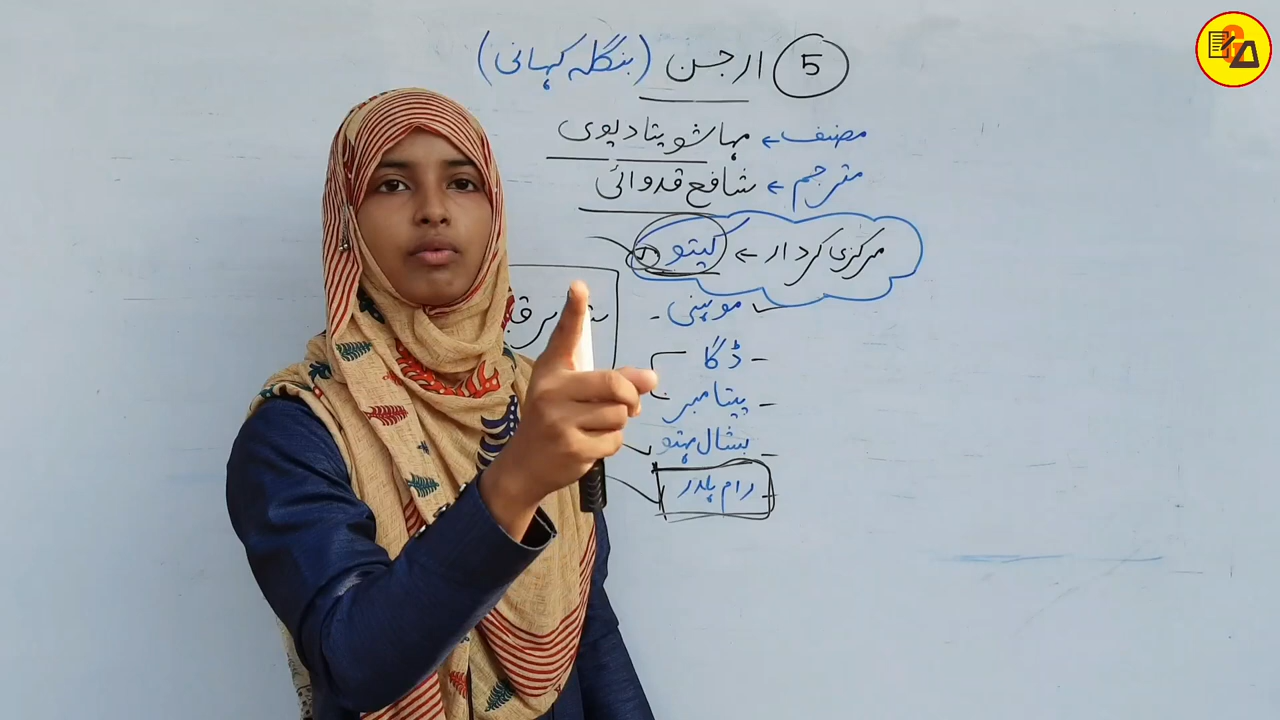 5 ارجن (بنگلہ کہانی)
مصنف ← مہاشویتا دیوی
مترجم ← شافع قدوائی
مرکزی کردار ← کیتو
- موہنی -
- ڈگا
- پیتامبر
- بشال مہتو
- رام ہلدر